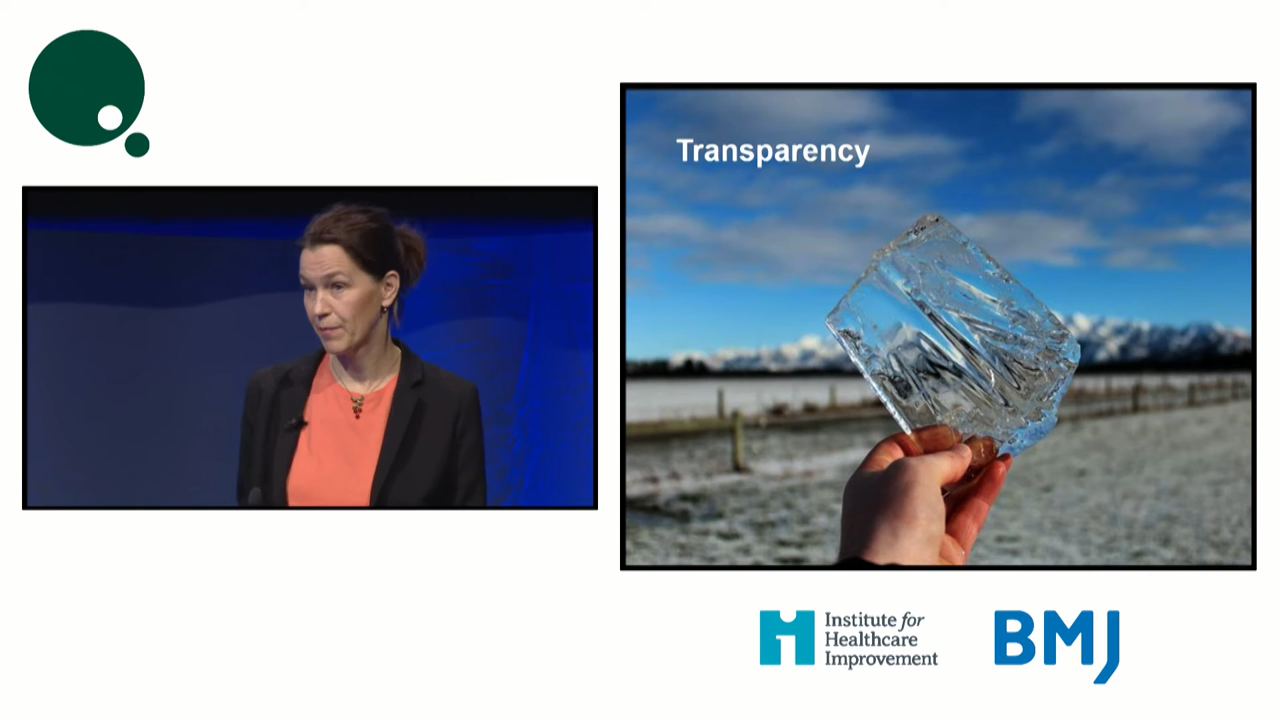 Transparency
Institute for
Healthcare
Improvement
BMJ